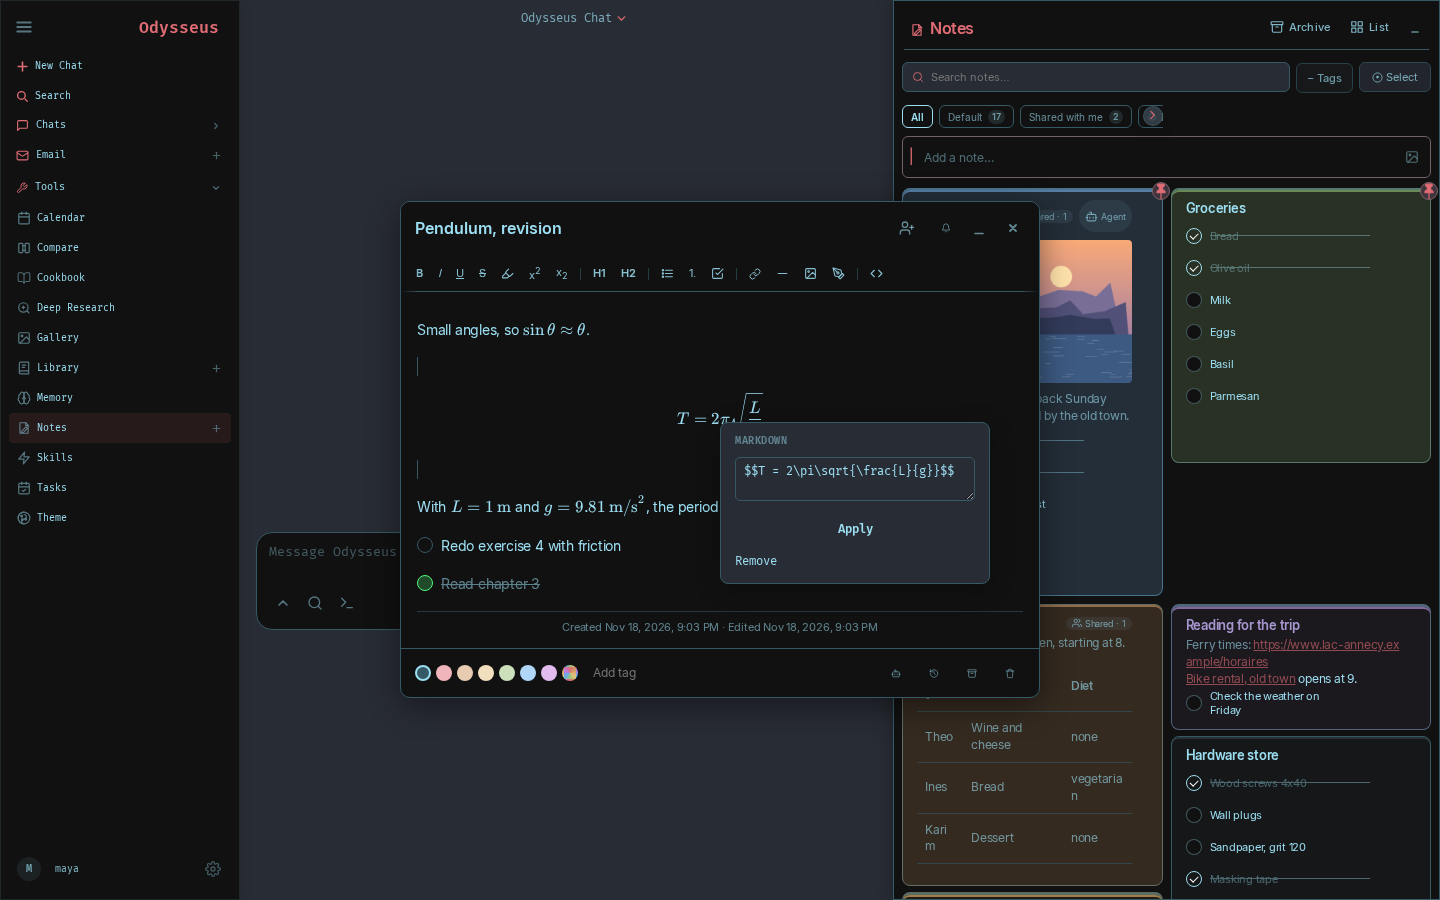 Odysseus
New Chat
Search
Chats
Email
Tools
Calendar
Compare
Cookbook
Deep Research
Gallery
Library
Memory
Notes
Skills
Tasks
Theme
M maya
Odysseus Chat
Message Odysseus
Notes
Archive
List
Search notes...
− Tags
Select
All
Default 17
Shared with me 2
Add a note...
Agent
back Sunday
by the old town.
Groceries
Bread
Olive oil
Milk
Eggs
Basil
Parmesan
Pendulum, revision
B I U S x² x₂ H1 H2 1.
Small angles, so sin θ ≈ θ.
T = 2π√L
With L = 1 m and g = 9.81 m/s², the period
Redo exercise 4 with friction
Read chapter 3
Created Nov 18, 2026, 9:03 PM · Edited Nov 18, 2026, 9:03 PM
Add tag
MARKDOWN
$$T = 2\pi\sqrt{\frac{L}{g}}$$
Apply
Remove
Shared · 1
starting at 8.
Diet
Theo Wine and cheese none
Ines Bread vegetarian
Karim Dessert none
Reading for the trip
Ferry times: https://www.lac-annecy.ex
ample/horaires
Bike rental, old town opens at 9.
Check the weather on
Friday
Hardware store
Wood screws 4x40
Wall plugs
Sandpaper, grit 120
Masking tape